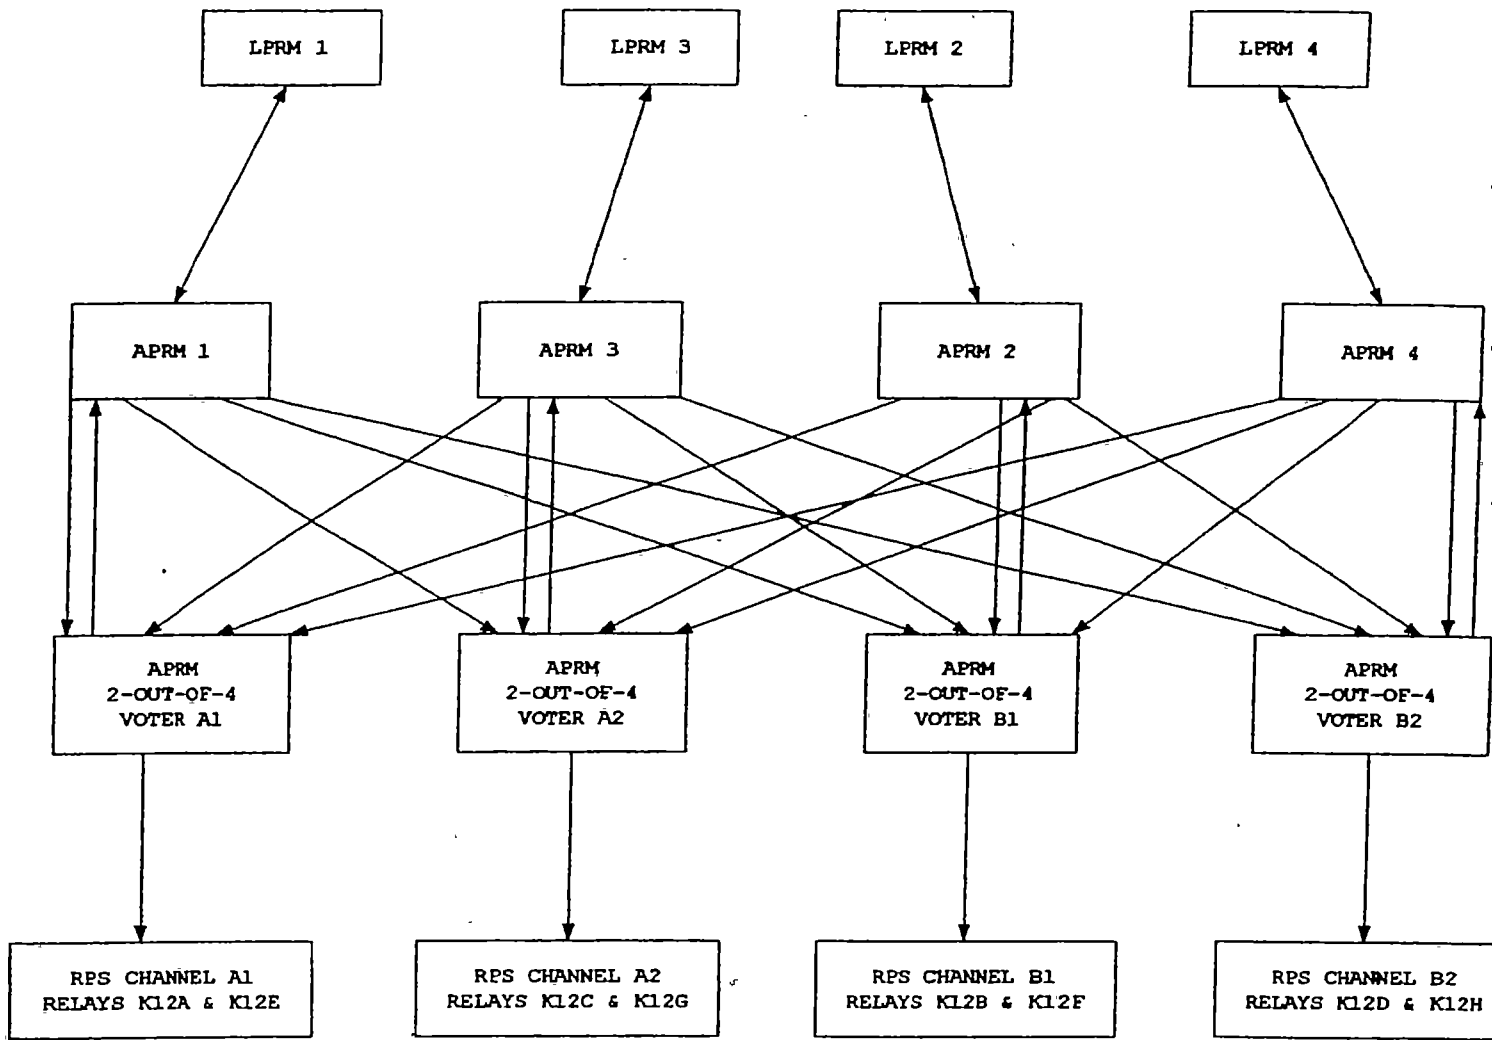 LPRM 1
LPRM 3
LPRM 2
LPRM 4
APRM 1
APRM 3
APRM 2
APRM 4
APRM
2-OUT-OF-4
VOTER A1
APRM
2-OUT-OF-4
VOTER A2
APRM
2-OUT-OF-4
VOTER B1
APRM
2-OUT-OF-4
VOTER B2
RPS CHANNEL A1
RELAYS K12A & K12E
RPS CHANNEL A2
RELAYS K12C & K12G
RPS CHANNEL B1
RELAYS K12B & K12F
RPS CHANNEL B2
RELAYS K12D & K12H